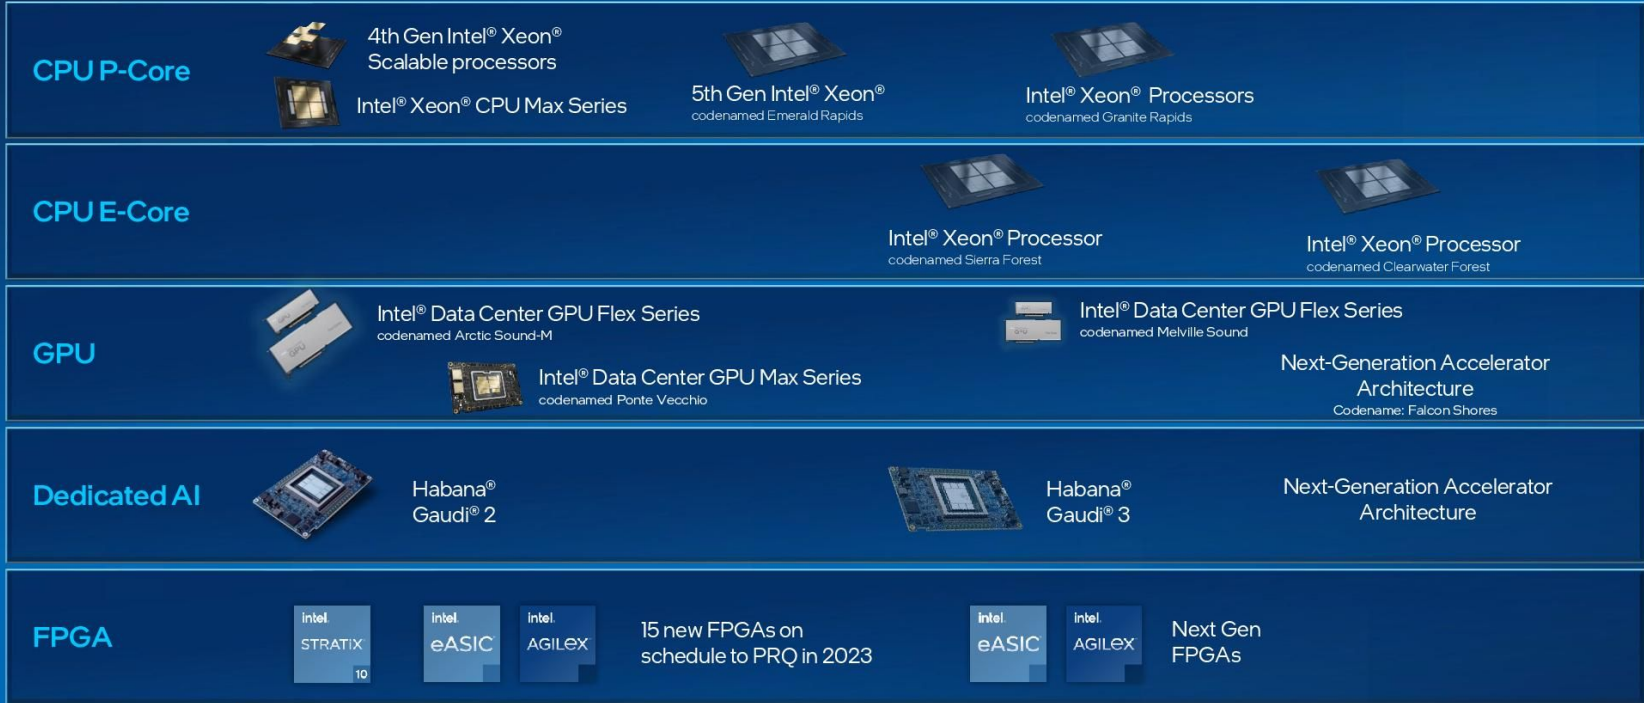 CPU P-Core
4th Gen Intel® Xeon®
Scalable processors
Intel® Xeon® CPU Max Series
5th Gen Intel® Xeon®
codenamed Emerald Rapids
Intel® Xeon® Processors
codenamed Granite Rapids
CPU E-Core
Intel® Xeon® Processor
codenamed Sierra Forest
Intel® Xeon® Processor
codenamed Clearwater Forest
GPU
Intel® Data Center GPU Flex Series
codenamed Arctic Sound-M
Intel® Data Center GPU Max Series
codenamed Ponte Vecchio
Intel® Data Center GPU Flex Series
codenamed Melville Sound
Next-Generation Accelerator
Architecture
Codename: Falcon Shores
Dedicated AI
Habana®
Gaudi® 2
Habana®
Gaudi® 3
Next-Generation Accelerator
Architecture
FPGA
intel.
STRATIX
10
intel.
eASIC
intel.
AGILEX
15 new FPGAs on
schedule to PRQ in 2023
intel.
eASIC
intel.
AGILEX
Next Gen
FPGAs